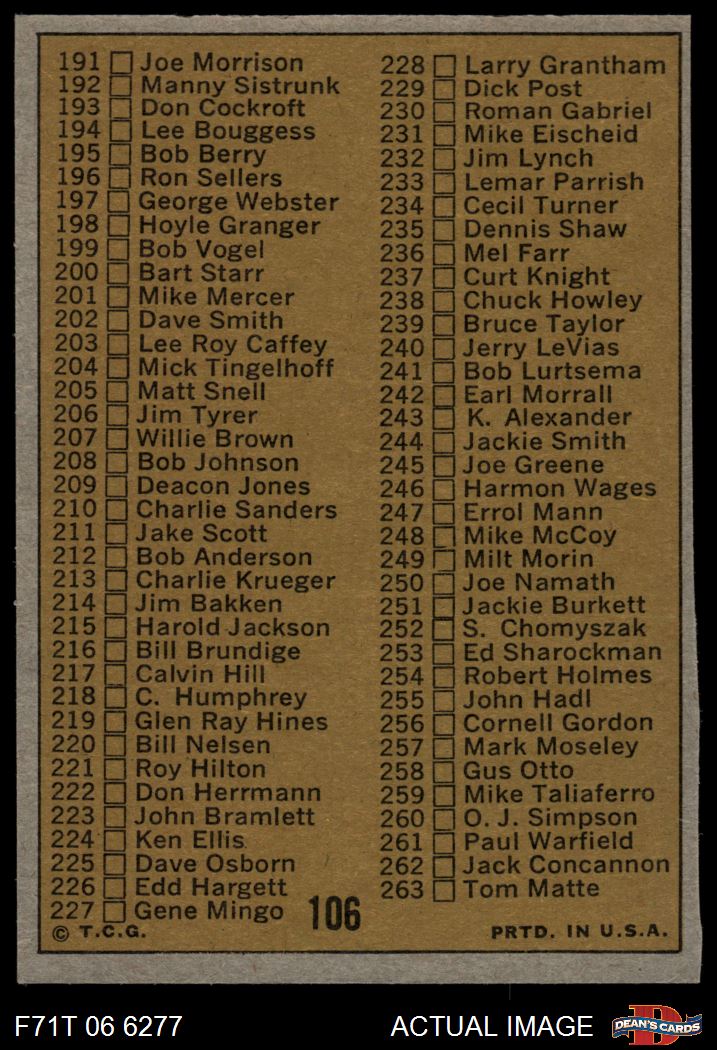 191 Joe Morrison
192 Manny Sistrunk
193 Don Cockroft
194 Lee Bouggess
195 Bob Berry
196 Ron Sellers
197 George Webster
198 Hoyle Granger
199 Bob Vogel
200 Bart Starr
201 Mike Mercer
202 Dave Smith
203 Lee Roy Caffey
204 Mick Tingelhoff
205 Matt Snell
206 Jim Tyrer
207 Willie Brown
208 Bob Johnson
209 Deacon Jones
210 Charlie Sanders
211 Jake Scott
212 Bob Anderson
213 Charlie Krueger
214 Jim Bakken
215 Harold Jackson
216 Bill Brundige
217 Calvin Hill
218 C. Humphrey
219 Glen Ray Hines
220 Bill Nelsen
221 Roy Hilton
222 Don Herrmann
223 John Bramlett
224 Ken Ellis
225 Dave Osborn
226 Edd Hargett
227 Gene Mingo
228 Larry Grantham
229 Dick Post
230 Roman Gabriel
231 Mike Eischeid
232 Jim Lynch
233 Lemar Parrish
234 Cecil Turner
235 Dennis Shaw
236 Mel Farr
237 Curt Knight
238 Chuck Howley
239 Bruce Taylor
240 Jerry LeVias
241 Bob Lurtsema
242 Earl Morrall
243 K. Alexander
244 Jackie Smith
245 Joe Greene
246 Harmon Wages
247 Errol Mann
248 Mike McCoy
249 Milt Morin
250 Joe Namath
251 Jackie Burkett
252 S. Chomyszak
253 Ed Sharockman
254 Robert Holmes
255 John Hadl
256 Cornell Gordon
257 Mark Moseley
258 Gus Otto
259 Mike Taliaferro
260 O. J. Simpson
261 Paul Warfield
262 Jack Concannon
263 Tom Matte
106
© T.C.G. PRTD. IN U.S.A.
F71T 06 6277 ACTUAL IMAGE D DEAN'S CARDS